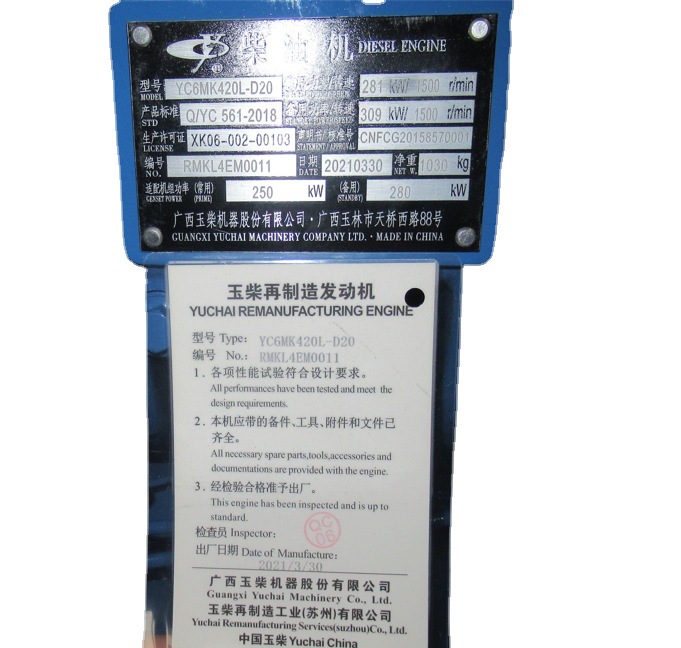 柴油机 DIESEL ENGINE
型号 MODEL YC6MK420L-D20 281 kW/ 1500 r/min
产品标准 STD Q/YC 561-2018 309 kW/ 1500 r/min
生产许可证 LICENSE XK06-002-00103 STATEMENT / APPROVAL CNFCG20158570001
编号 NO. RMKL4EM0011 日期 DATE 20210330 净重 NET W. 1030 kg
适配机组功率 GENSET POWER (常用) (PRIME) 250 kW (备用) (STANDBY) 280 kW
广西玉柴机器股份有限公司·广西玉林市天桥西路88号
GUANGXI YUCHAI MACHINERY COMPANY LTD. · MADE IN CHINA
玉柴再制造发动机
YUCHAI REMANUFACTURING ENGINE
型号 Type: YC6MK420L-D20
编号 No.: RMKL4EM0011
1. 各项性能试验符合设计要求。
All performances have been tested and meet the
design requirements.
2. 本机应带的备件、工具、附件和文件已
齐全。
All necessary spare parts,tools,accessories and
documentations are provided with the engine.
3. 经检验合格准予出厂。
This engine has been inspected and is up to
standard.
检查员 Inspector: QC 06
出厂日期 Date of Manufacture:
2021/3/30
广西玉柴机器股份有限公司
Guangxi Yuchai Machinery Co., Ltd.
玉柴再制造工业(苏州)有限公司
Yuchai Remanufacturing Services(suzhou)Co., Ltd.
中国玉柴Yuchai China